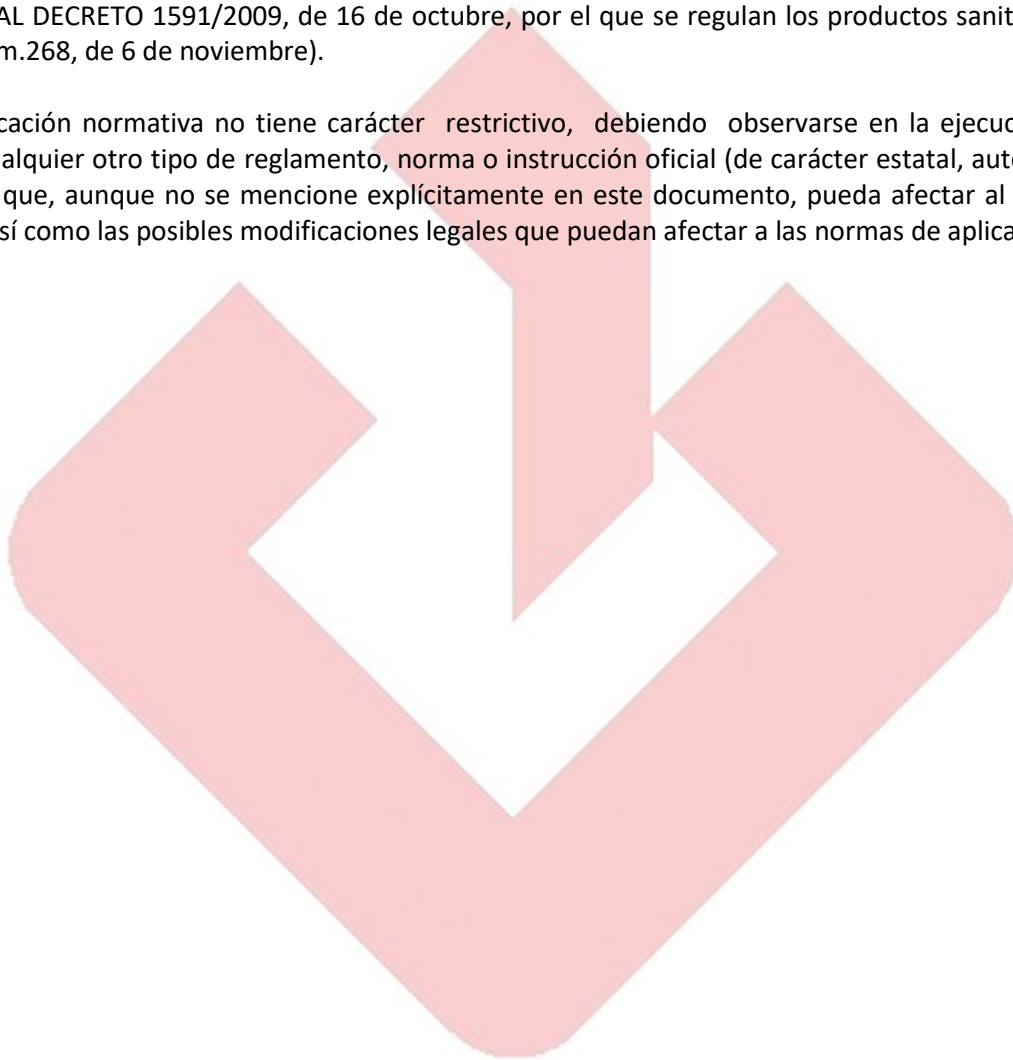 AL DECRETO 1591/2009, de 16 de octubre, por el que se regulan los productos sanit
m.268, de 6 de noviembre).
cación normativa no tiene carácter restrictivo, debiendo observarse en la ejecuc
alquier otro tipo de reglamento, norma o instrucción oficial (de carácter estatal, aut
que, aunque no se mencione explícitamente en este documento, pueda afectar al
sí como las posibles modificaciones legales que puedan afectar a las normas de aplica